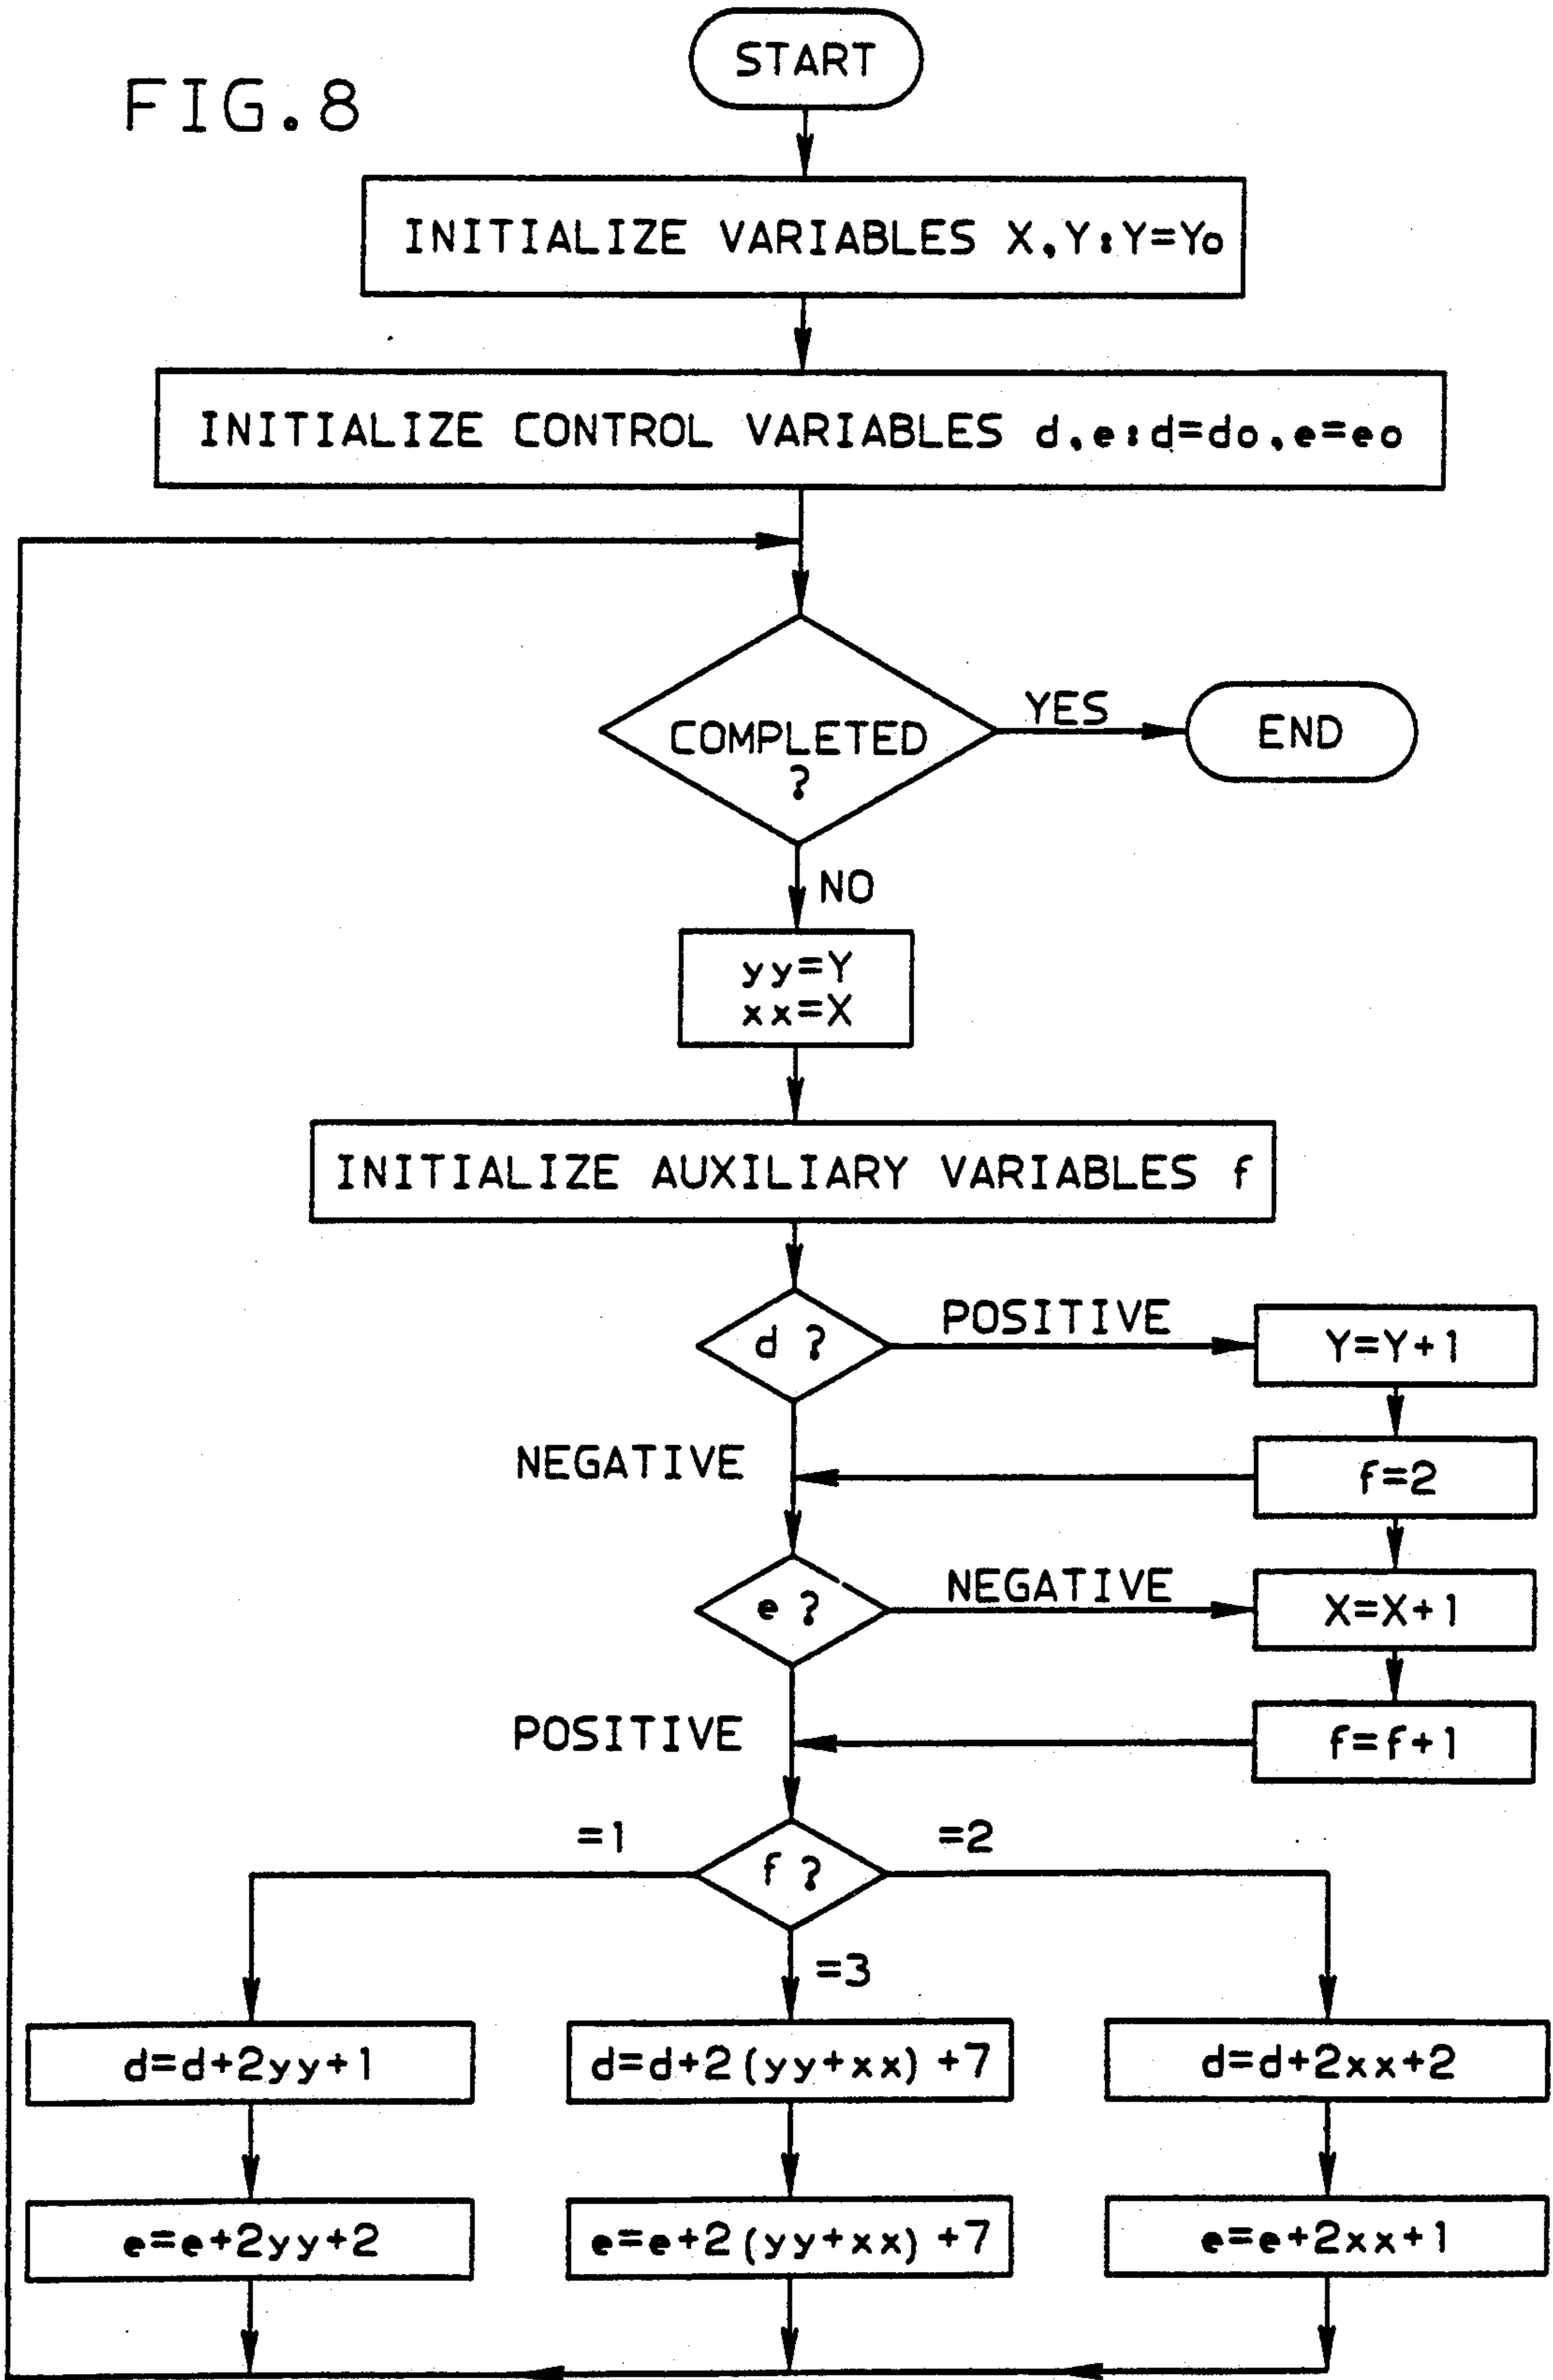 FIG.8
START
INITIALIZE VARIABLES X,Y:Y=Yo
INITIALIZE CONTROL VARIABLES d,e:d=do,e=eo
COMPLETED
?
YES
END
NO
yy=Y
xx=X
INITIALIZE AUXILIARY VARIABLES f
d ?
POSITIVE
Y=Y+1
NEGATIVE
f=2
e ?
NEGATIVE
X=X+1
POSITIVE
f=f+1
=1
f ?
=2
=3
d=d+2yy+1
d=d+2(yy+xx)+7
d=d+2xx+2
e=e+2yy+2
e=e+2(yy+xx)+7
e=e+2xx+1